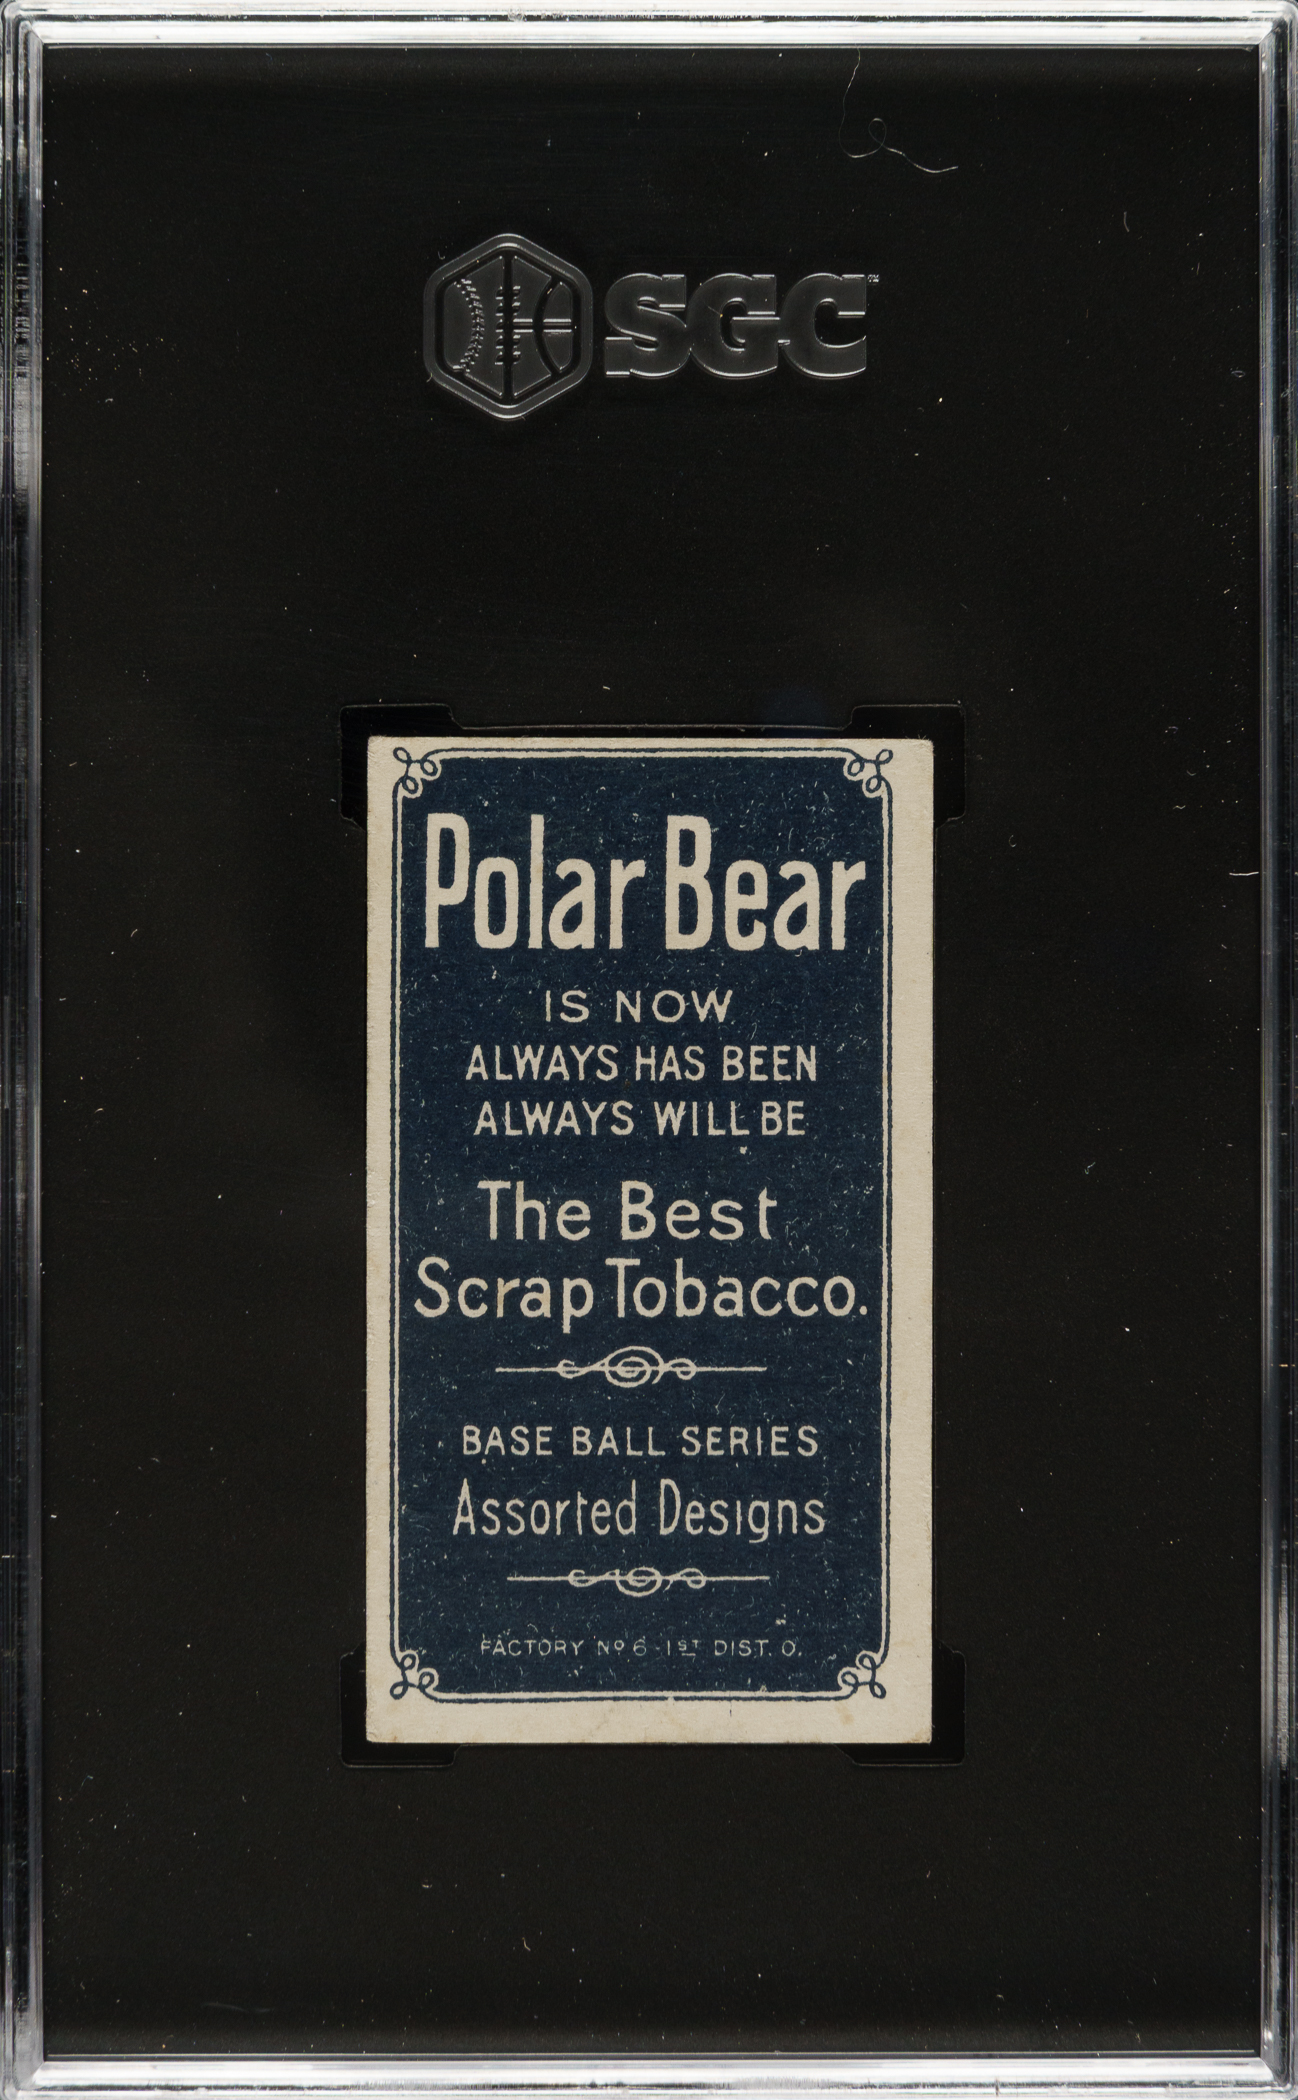 SGC™
Polar Bear
IS NOW
ALWAYS HAS BEEN
ALWAYS WILL BE
The Best
Scrap Tobacco.
BASE BALL SERIES
Assorted Designs
FACTORY Nº 6 1ST DIST. O.